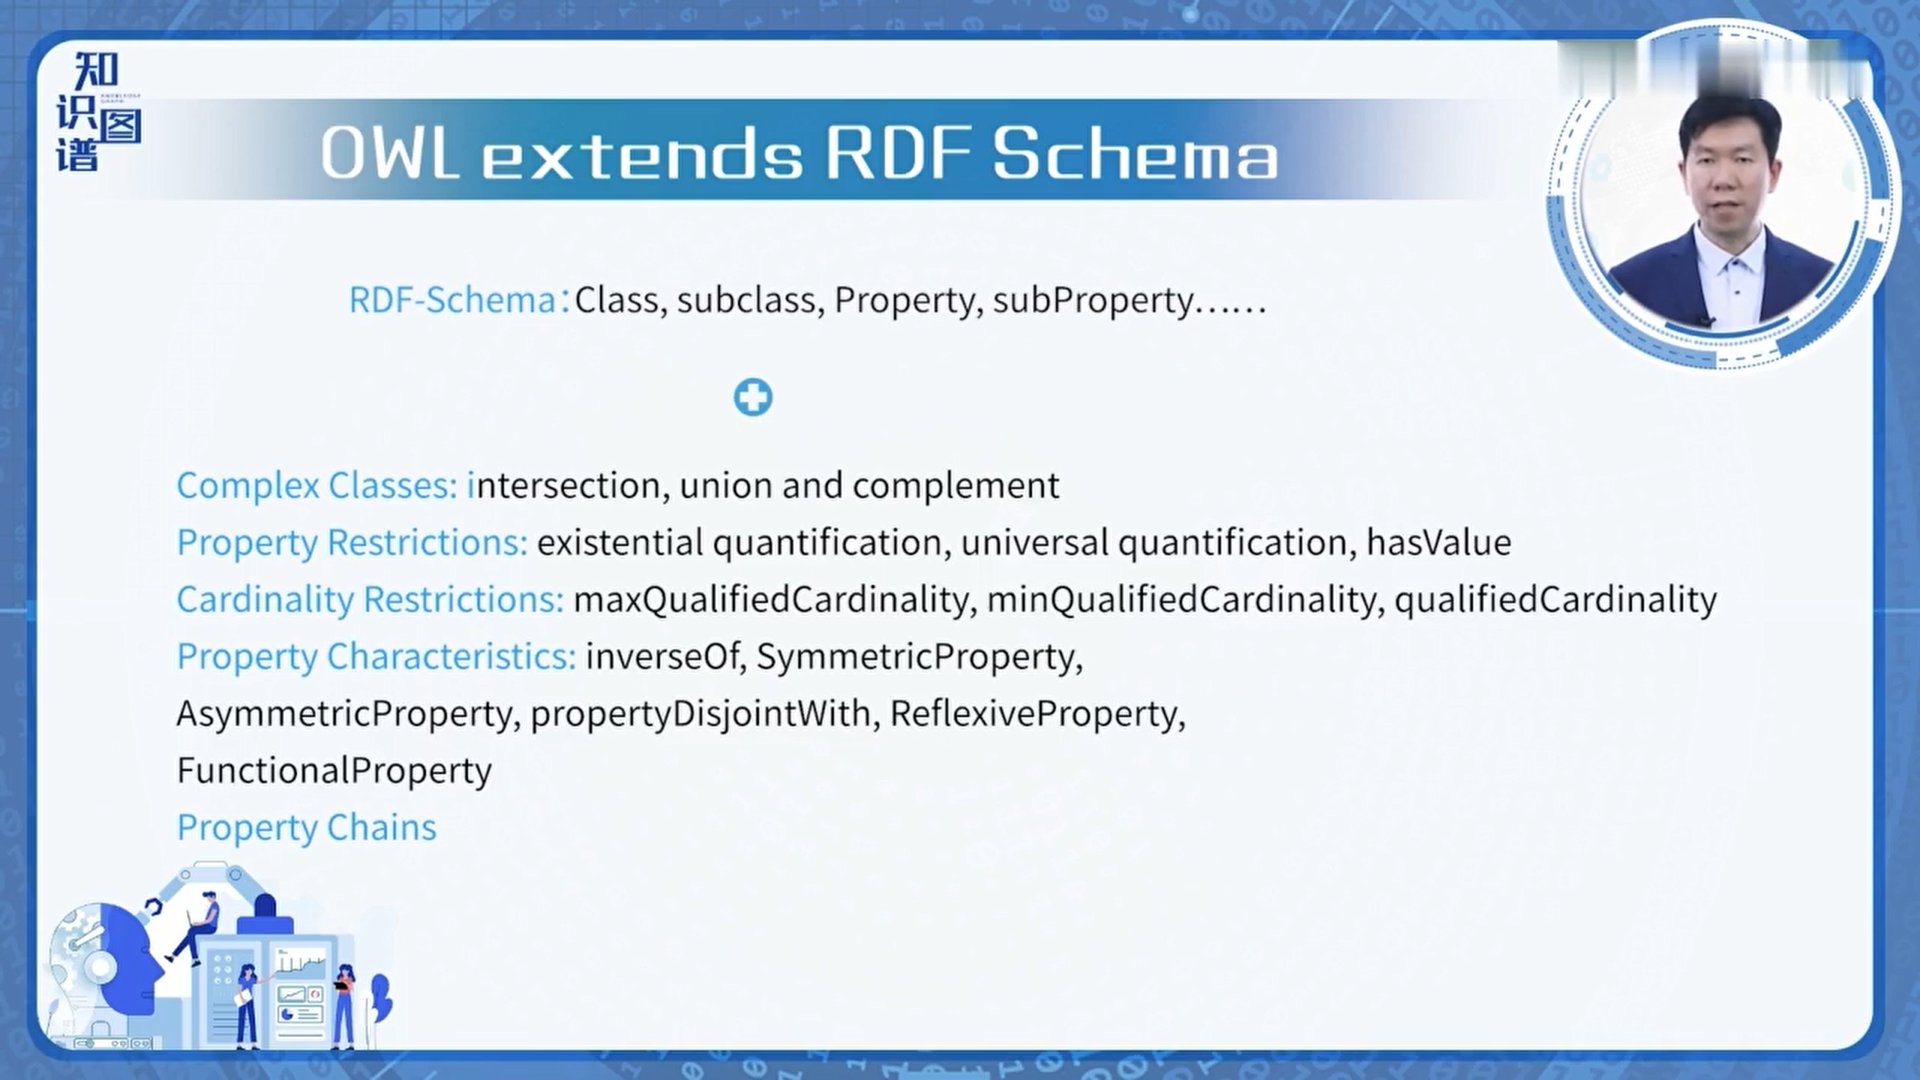 知识图谱
OWL extends RDF Schema
RDF-Schema：Class, subclass, Property, subProperty……
Complex Classes: intersection, union and complement
Property Restrictions: existential quantification, universal quantification, hasValue
Cardinality Restrictions: maxQualifiedCardinality, minQualifiedCardinality, qualifiedCardinality
Property Characteristics: inverseOf, SymmetricProperty,
AsymmetricProperty, propertyDisjointWith, ReflexiveProperty,
FunctionalProperty
Property Chains